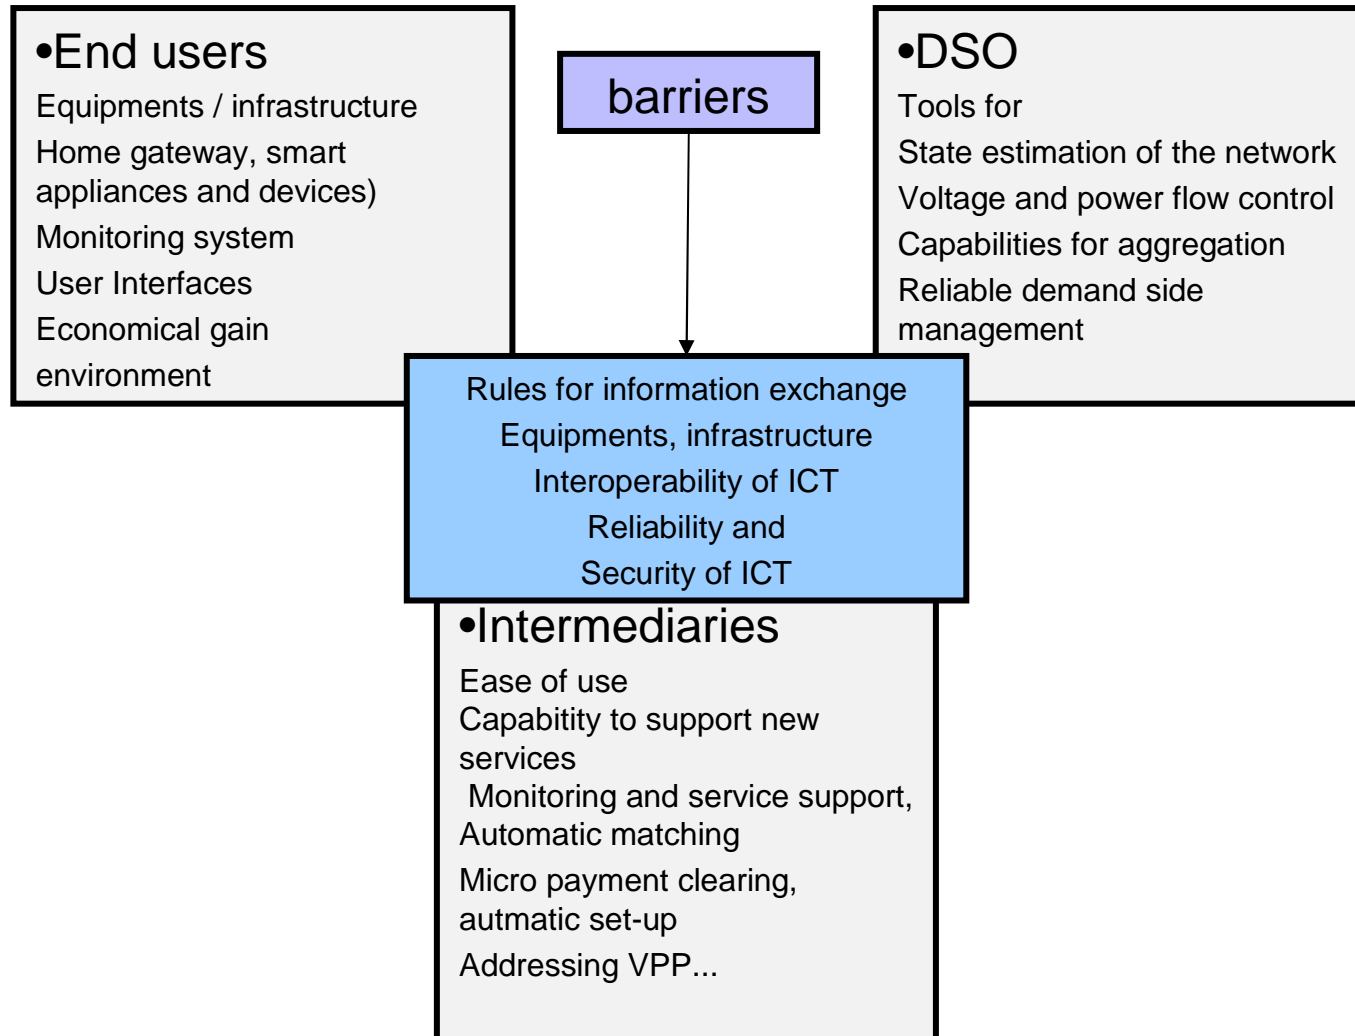 •End users
Equipments / infrastructure
Home gateway, smart
appliances and devices)
Monitoring system
User Interfaces
Economical gain
environment
barriers
•DSO
Tools for
State estimation of the network
Voltage and power flow control
Capabilities for aggregation
Reliable demand side
management
Rules for information exchange
Equipments, infrastructure
Interoperability of ICT
Reliability and
Security of ICT
•Intermediaries
Ease of use
Capabitity to support new
services
Monitoring and service support,
Automatic matching
Micro payment clearing,
autmatic set-up
Addressing VPP...